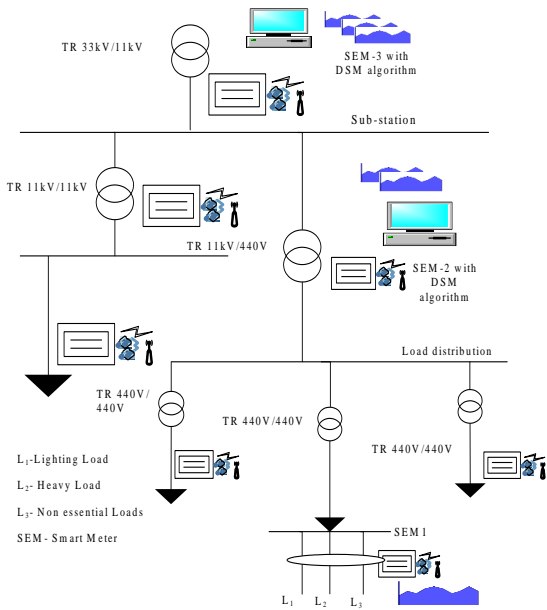 TR 33kV/11kV
SEM-3 with
DSM algorithm
Sub-station
TR 11kV/11kV
TR 11kV/440V
SEM-2 with
DSM
algorithm
Load distribution
TR 440V/
440V
TR 440V/440V
TR 440V/440V
L₁-Lighting Load
L₂- Heavy Load
L₃- Non essential Loads
SEM- Smart Meter
SEM1
L₁ L₂ L₃